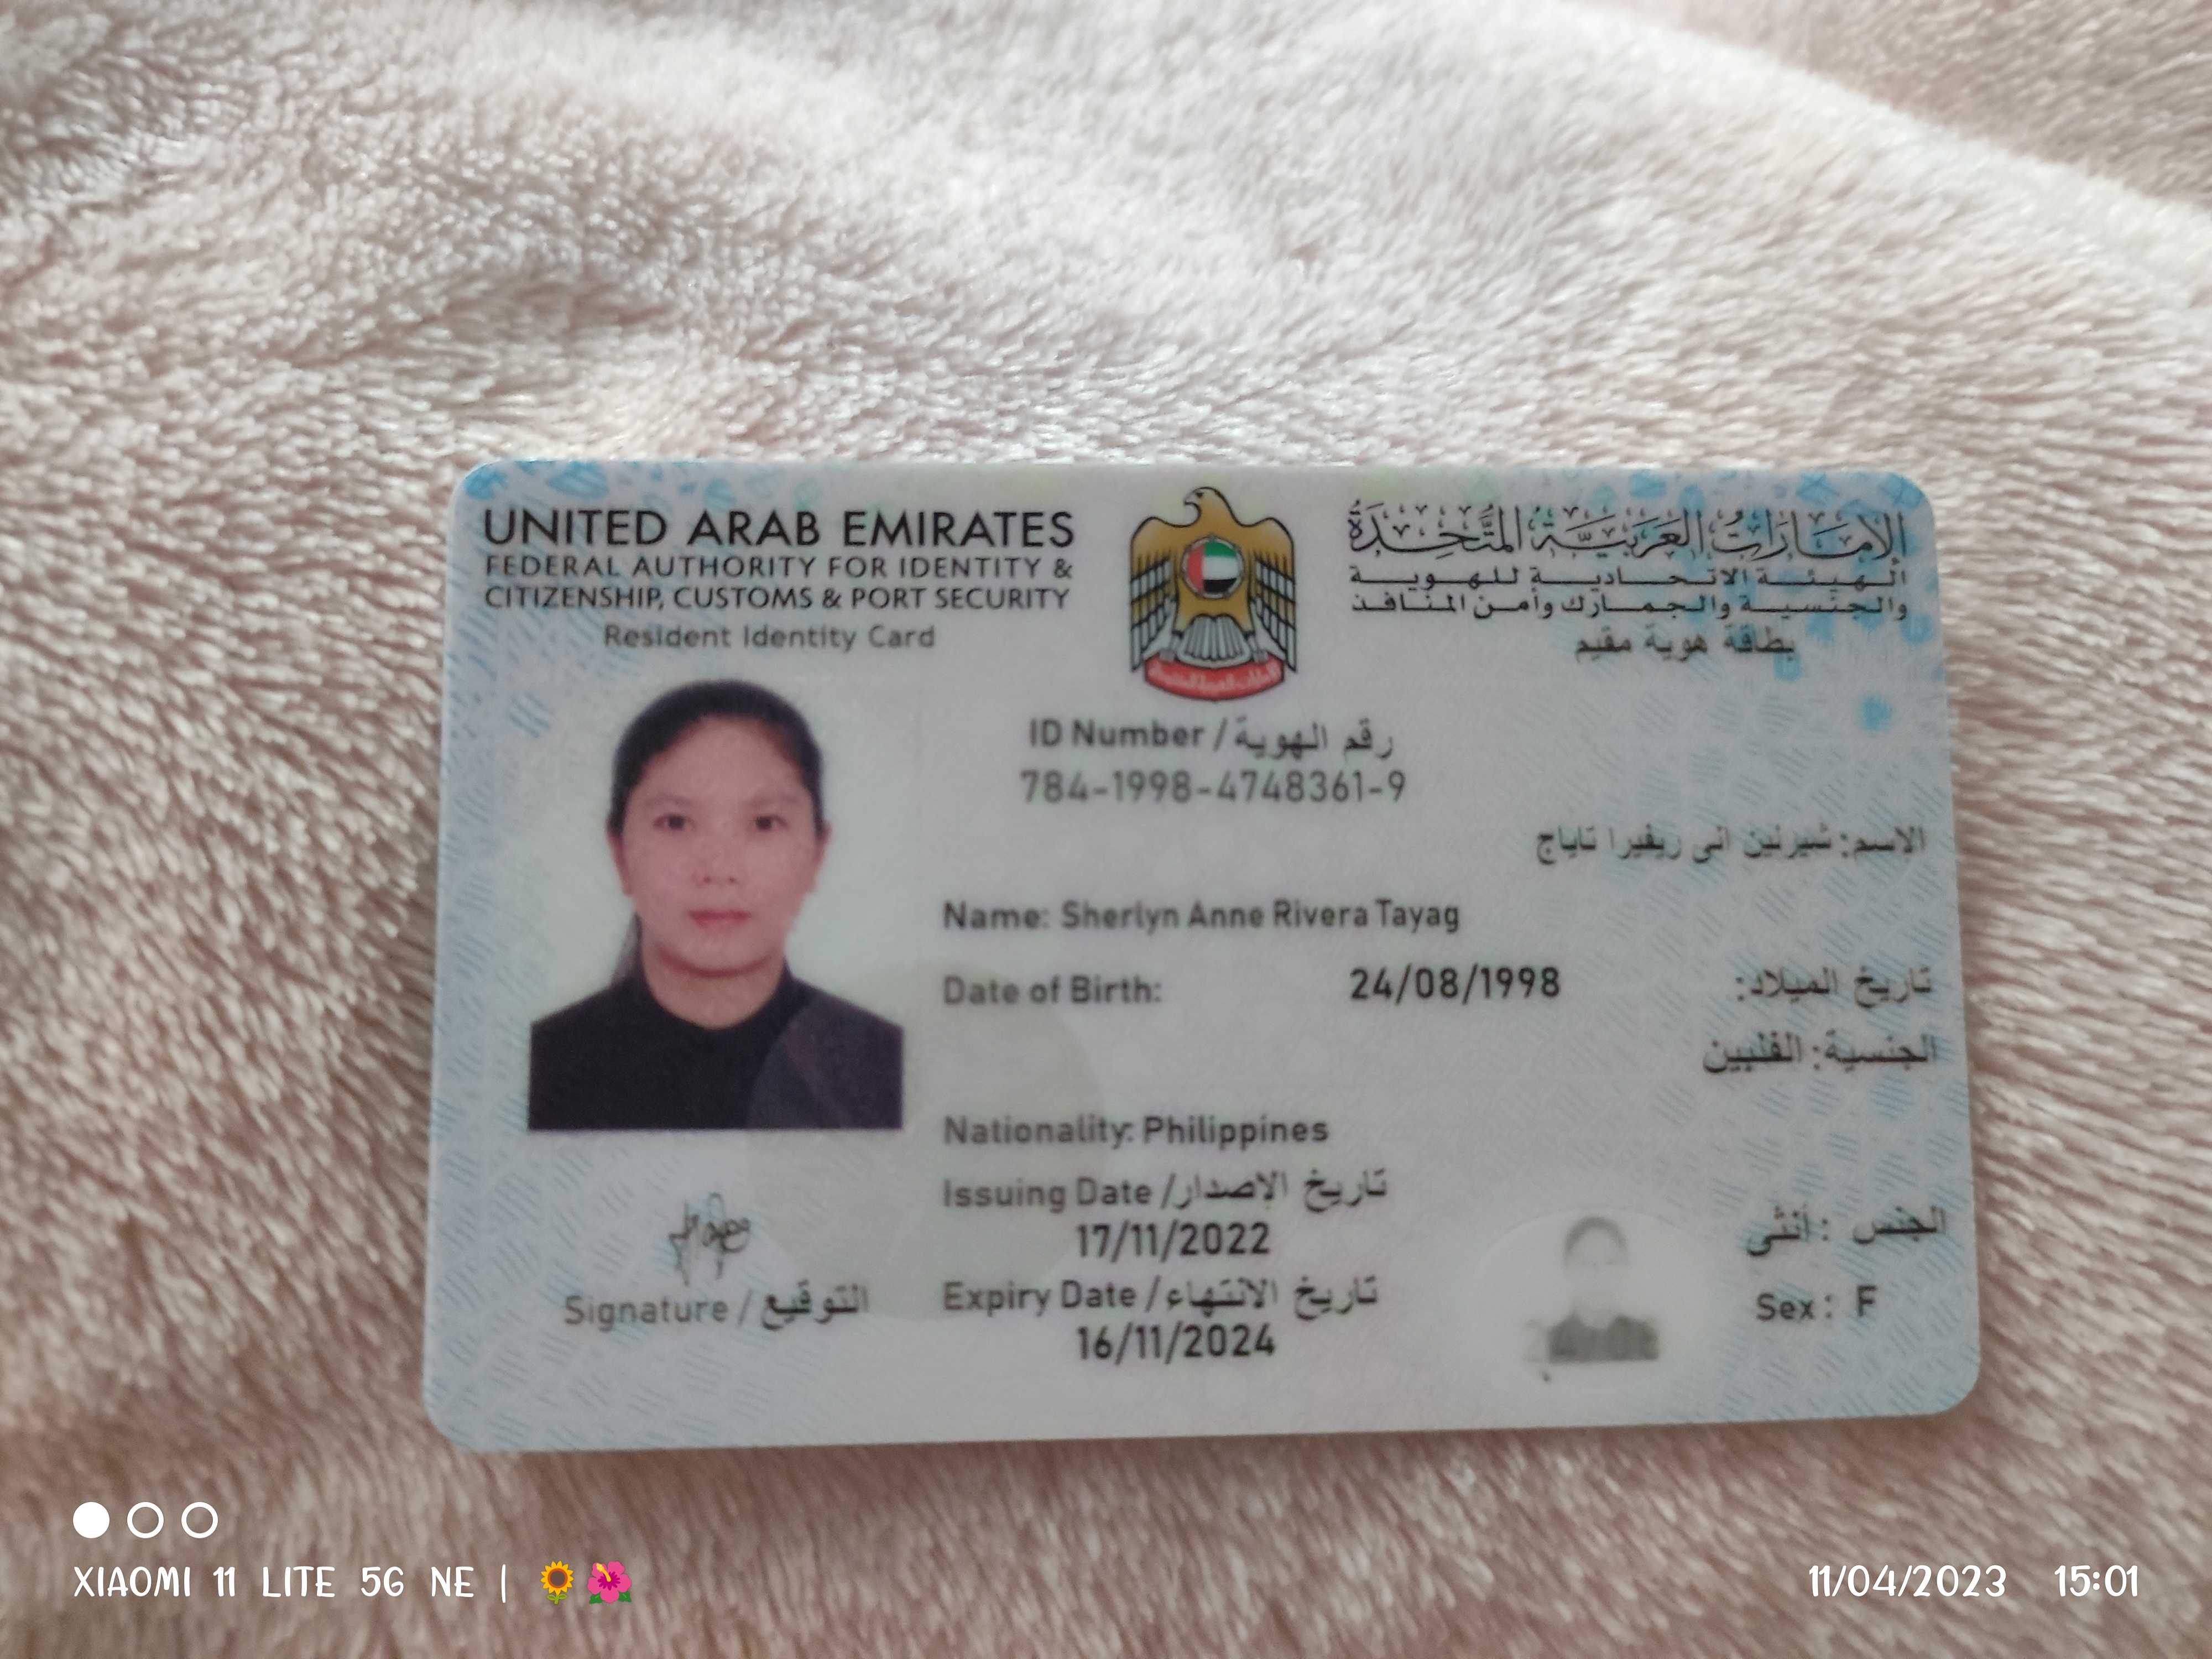 UNITED ARAB EMIRATES
FEDERAL AUTHORITY FOR IDENTITY &
CITIZENSHIP, CUSTOMS & PORT SECURITY
Resident Identity Card
الإمارات العربية المتحدة
الهيئة الاتحادية للهوية
والجنسية والجمارك وأمن المنافذ
بطاقة هوية مقيم
ID Number / رقم الهوية
784-1998-4748361-9
الاسم: شيرلين انى ريفيرا تاياج
Name: Sherlyn Anne Rivera Tayag
Date of Birth: 24/08/1998 تاريخ الميلاد:
الجنسية: الفلبين
Nationality: Philippines
Issuing Date / تاريخ الإصدار
17/11/2022
Expiry Date / تاريخ الانتهاء
16/11/2024
الجنس : أنثى
Sex : F
Signature / التوقيع
XIAOMI 11 LITE 5G NE | 🌻🌺
11/04/2023 15:01